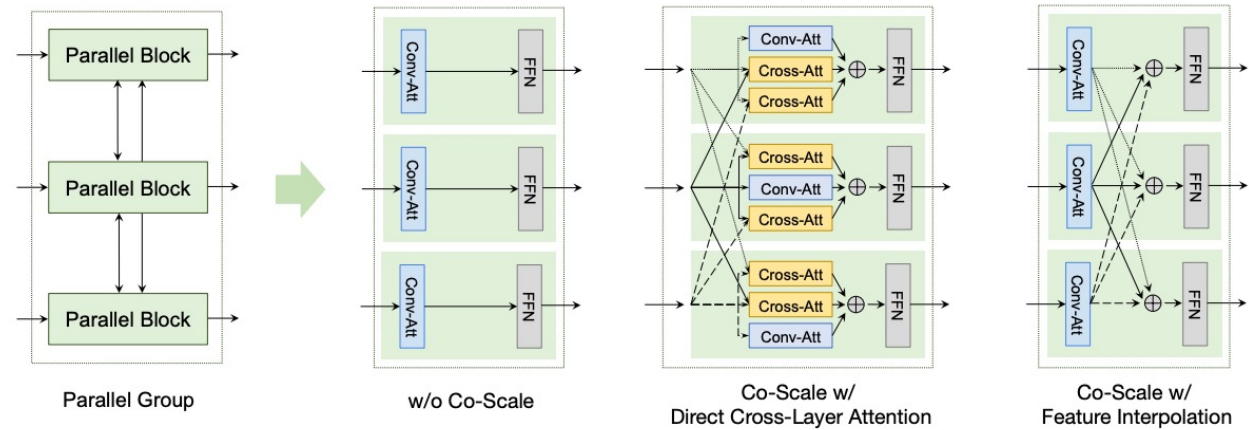 Parallel Block
Parallel Block
Parallel Block
Parallel Group
Conv-Att
FFN
Conv-Att
FFN
Conv-Att
FFN
w/o Co-Scale
Conv-Att
Cross-Att
Cross-Att
FFN
Cross-Att
Conv-Att
Cross-Att
FFN
Cross-Att
Cross-Att
Conv-Att
FFN
Co-Scale w/
Direct Cross-Layer Attention
Conv-Att
FFN
Conv-Att
FFN
Conv-Att
FFN
Co-Scale w/
Feature Interpolation